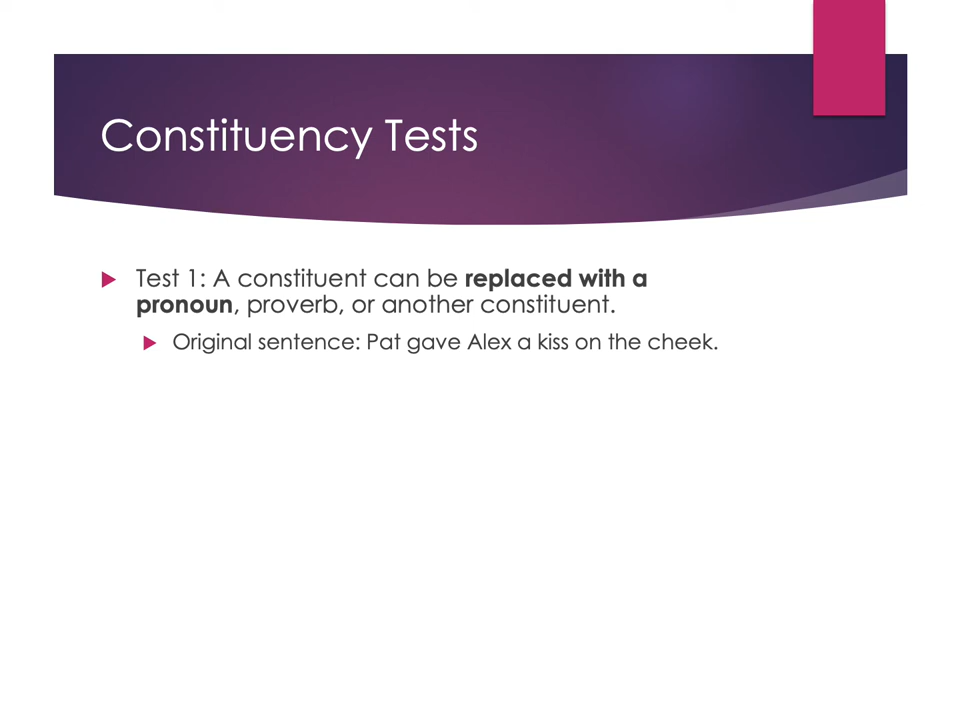 Constituency Tests
Test 1: A constituent can be replaced with a
pronoun, proverb, or another constituent.
Original sentence: Pat gave Alex a kiss on the cheek.